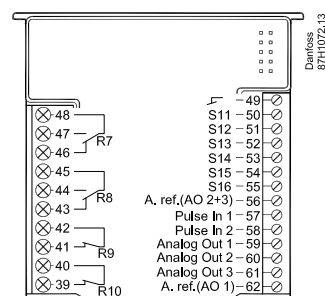 Danfoss
87H1072.13
48
47
R7
46
45
44
R8
43
42
41
R9
40
39
R10
49
S11 50
S12 51
S13 52
S14 53
S15 54
S16 55
A. ref.(AO 2+3) 56
Pulse In 1 57
Pulse In 2 58
Analog Out 1 59
Analog Out 2 60
Analog Out 3 61
A. ref.(AO 1) 62